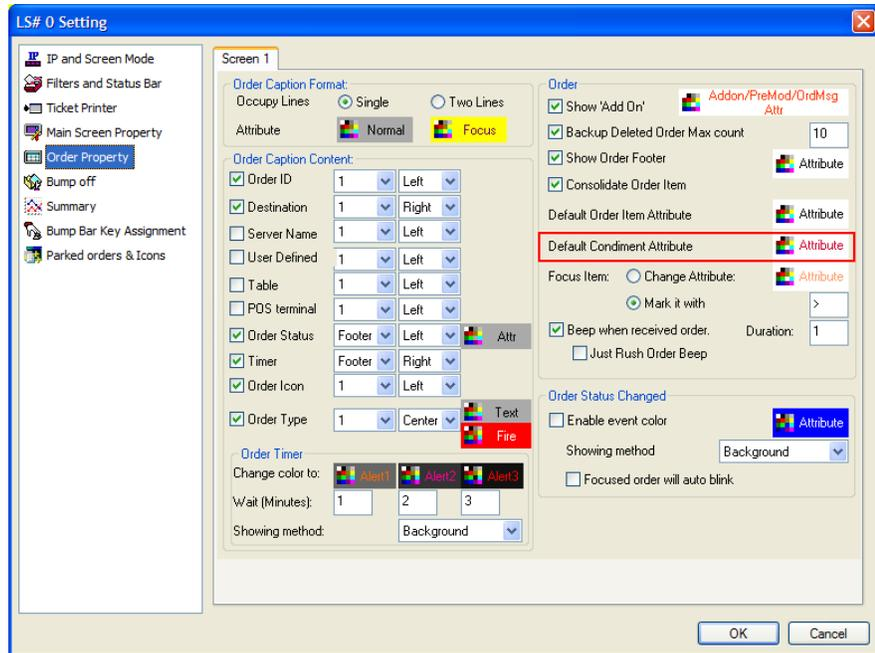 LS# 0 Setting
IP and Screen Mode
Filters and Status Bar
Ticket Printer
Main Screen Property
Order Property
Bump off
Summary
Bump Bar Key Assignment
Parked orders & Icons
Screen 1
Order Caption Format:
Occupy Lines Single Two Lines
Attribute Normal Focus
Order Caption Content:
Order ID 1 Left
Destination 1 Right
Server Name 1 Left
User Defined 1 Left
Table 1 Left
POS terminal 1 Left
Order Status Footer Left Attr
Timer Footer Right
Order Icon 1 Left
Order Type 1 Center Text
Fire
Order Timer
Change color to: Alert1 Alert2 Alert3
Wait (Minutes): 1 2 3
Showing method: Background
Order
Show 'Add On' Addon/PreMod/OrdMsg
Attr
Backup Deleted Order Max count 10
Show Order Footer Attribute
Consolidate Order Item
Default Order Item Attribute Attribute
Default Condiment Attribute Attribute
Focus Item: Change Attribute: Attribute
Mark it with >
Beep when received order. Duration: 1
Just Rush Order Beep
Order Status Changed
Enable event color Attribute
Showing method Background
Focused order will auto blink
OK Cancel